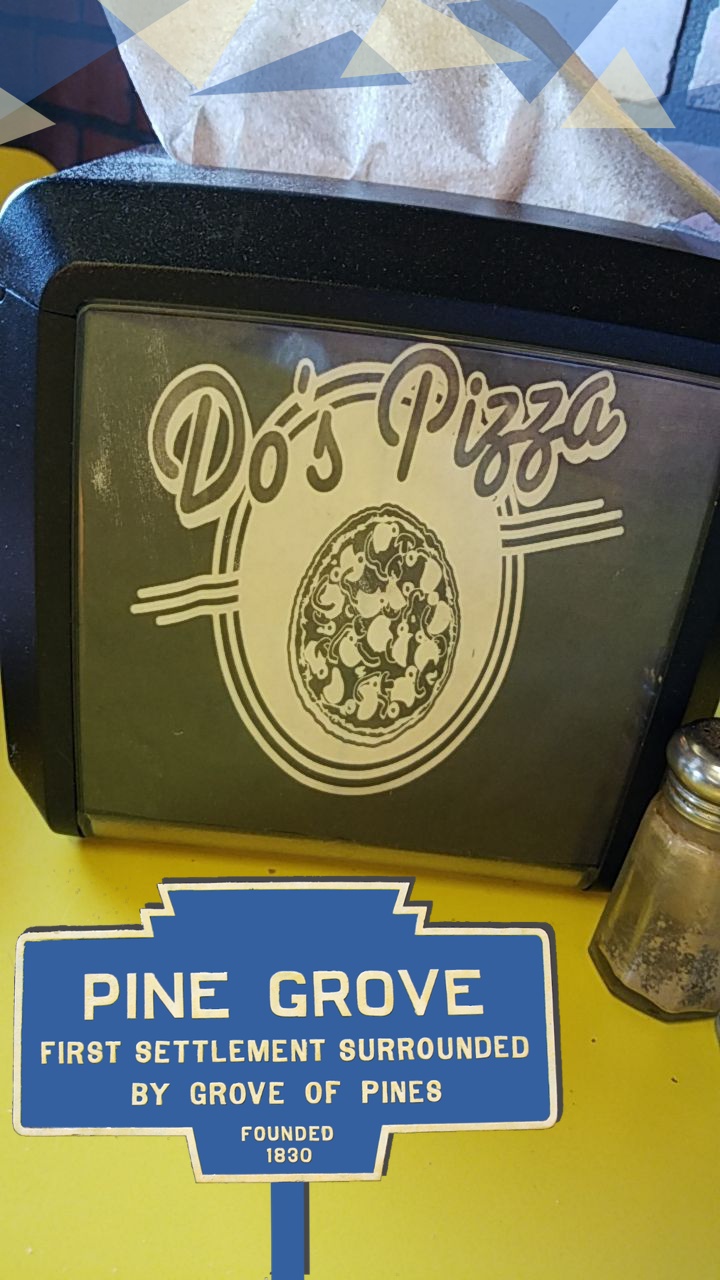 Do's Pizza
PINE GROVE
FIRST SETTLEMENT SURROUNDED
BY GROVE OF PINES
FOUNDED
1830